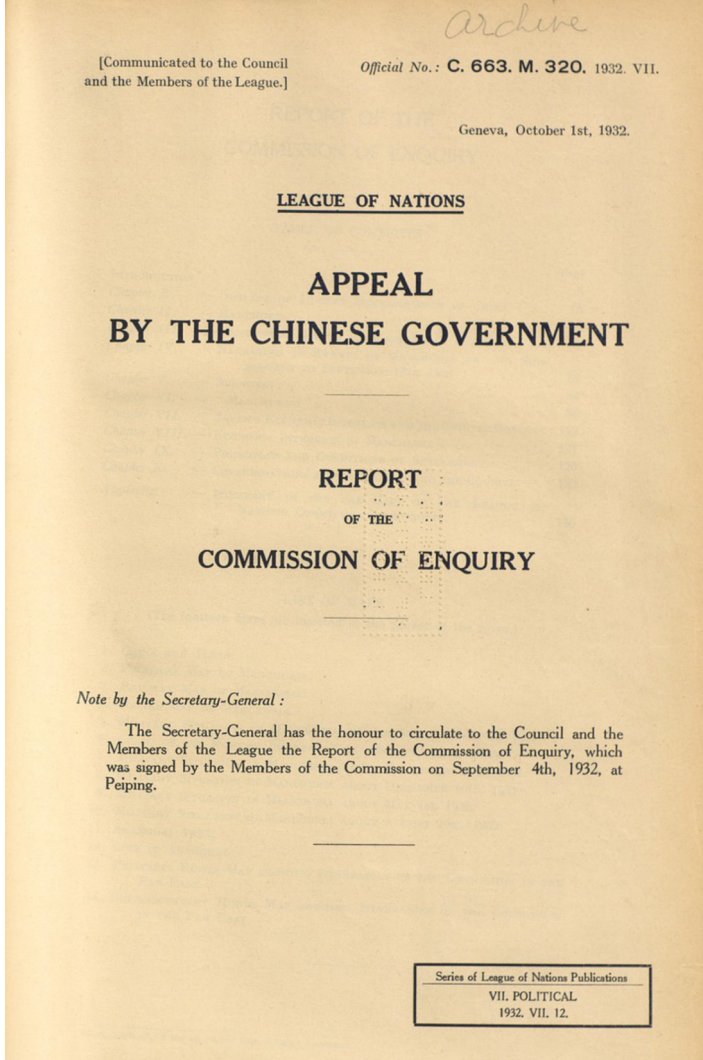 archive
[Communicated to the Council
and the Members of the League.]
Official No.: C. 663. M. 320. 1932. VII.
Geneva, October 1st, 1932.
LEAGUE OF NATIONS
APPEAL
BY THE CHINESE GOVERNMENT
REPORT
OF THE
COMMISSION OF ENQUIRY
Note by the Secretary-General :
The Secretary-General has the honour to circulate to the Council and the
Members of the League the Report of the Commission of Enquiry, which
was signed by the Members of the Commission on September 4th, 1932, at
Peiping.
Series of League of Nations Publications
VII. POLITICAL
1932. VII. 12.